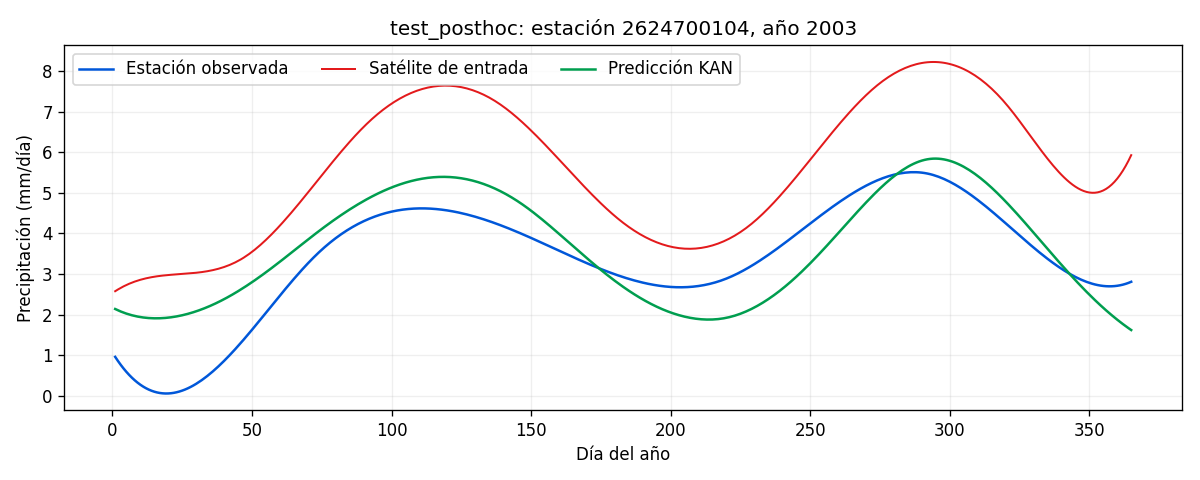 test_posthoc: estación 2624700104, año 2003
Estación observada Satélite de entrada Predicción KAN
Precipitación (mm/día)
8
7
6
5
4
3
2
1
0
0 50 100 150 200 250 300 350
Día del año